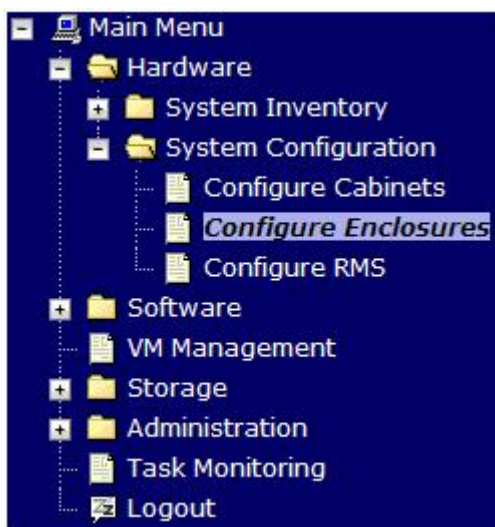 Main Menu
Hardware
System Inventory
System Configuration
Configure Cabinets
Configure Enclosures
Configure RMS
Software
VM Management
Storage
Administration
Task Monitoring
Logout